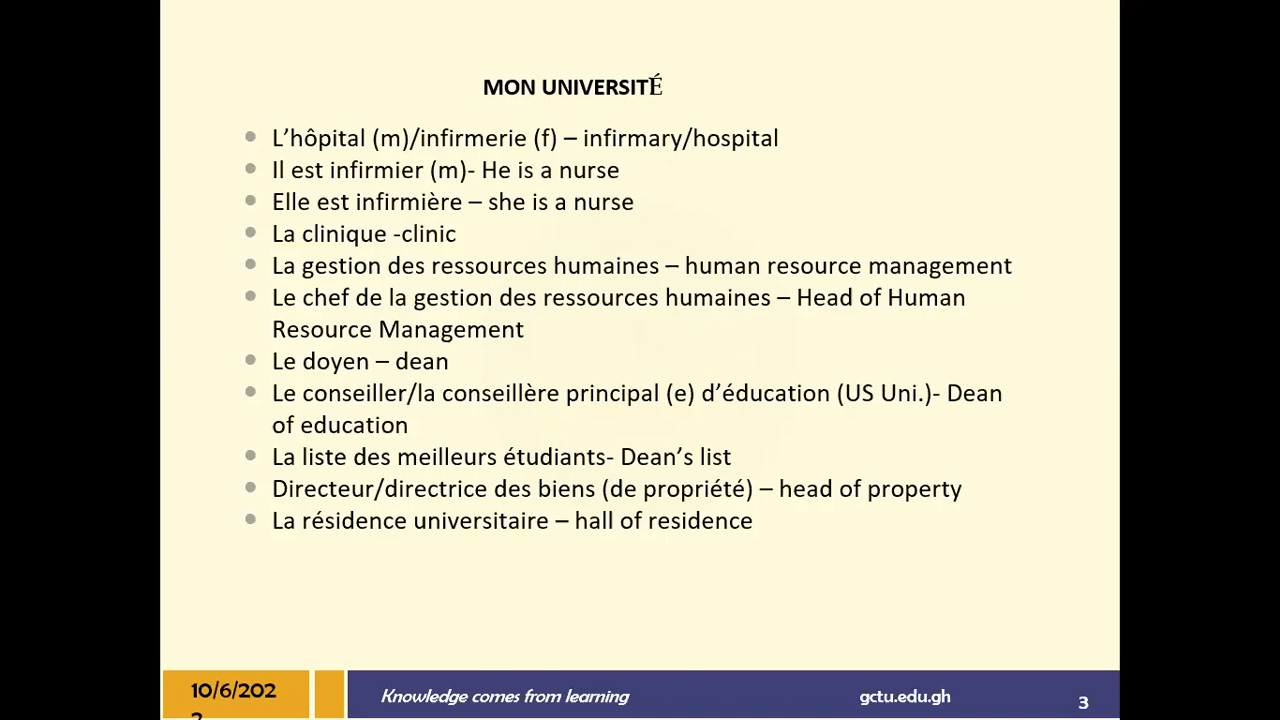 MON UNIVERSITÉ
L’hôpital (m)/infirmerie (f) – infirmary/hospital
Il est infirmier (m)- He is a nurse
Elle est infirmière – she is a nurse
La clinique -clinic
La gestion des ressources humaines – human resource management
Le chef de la gestion des ressources humaines – Head of Human
Resource Management
Le doyen – dean
Le conseiller/la conseillère principal (e) d’éducation (US Uni.)- Dean
of education
La liste des meilleurs étudiants- Dean’s list
Directeur/directrice des biens (de propriété) – head of property
La résidence universitaire – hall of residence
10/6/202
Knowledge comes from learning
gctu.edu.gh
3